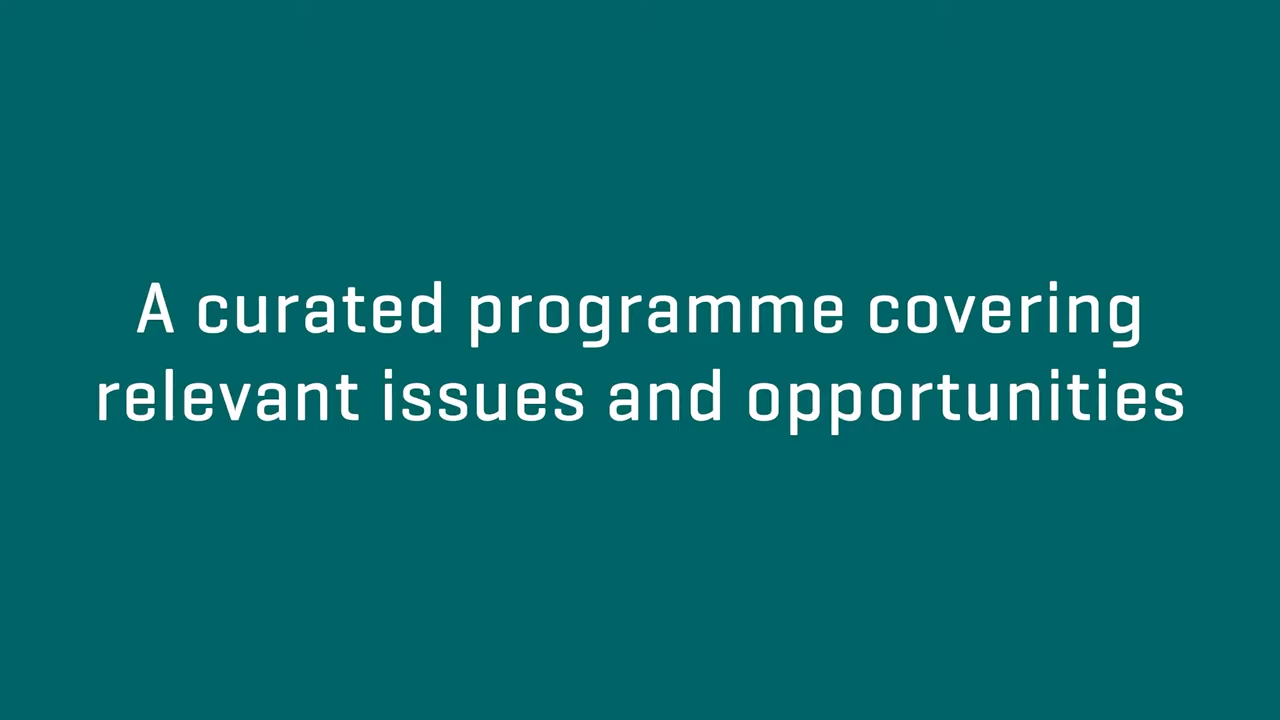 A curated programme covering
relevant issues and opportunities